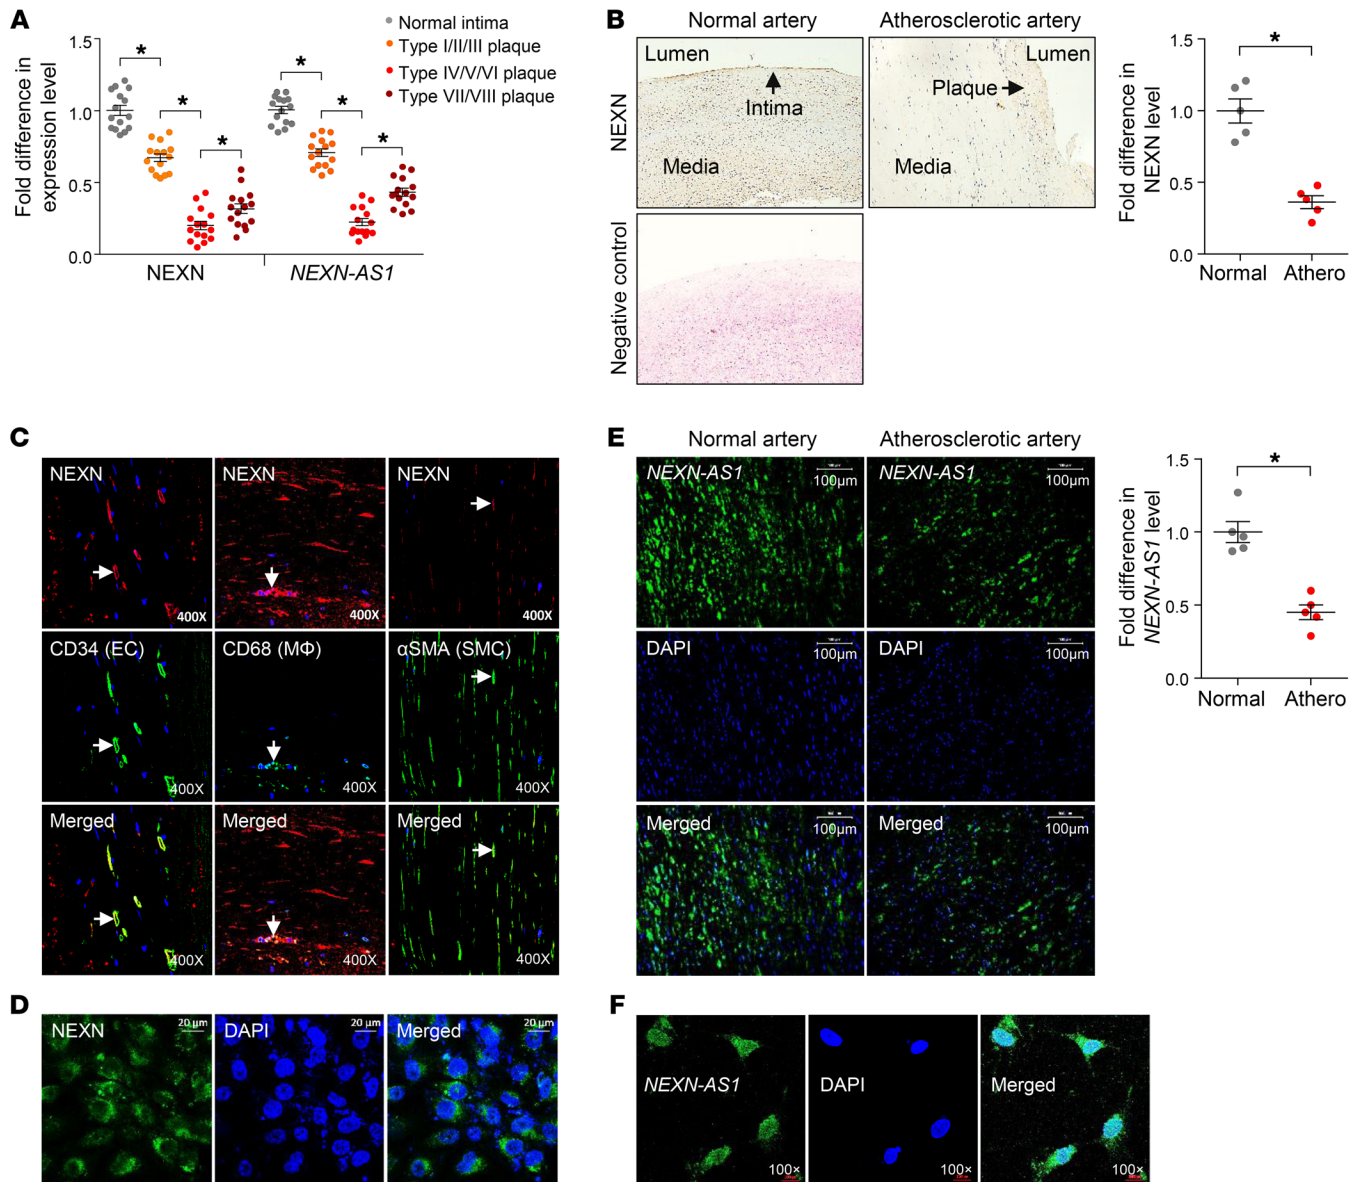 A
Normal intima
Type I/II/III plaque
Type IV/V/VI plaque
Type VII/VIII plaque
Fold difference in
expression level
1.5
1.0
0.5
0.0
*
*
*
*
*
*
NEXN
NEXN-AS1
B
Normal artery
Atherosclerotic artery
NEXN
Lumen
Intima
Media
Lumen
Plaque
Media
Negative control
Fold difference in
NEXN level
1.5
1.0
0.5
0.0
*
Normal
Athero
C
NEXN
400X
NEXN
400X
NEXN
400X
CD34 (EC)
400X
CD68 (MΦ)
400X
αSMA (SMC)
400X
Merged
400X
Merged
400X
Merged
400X
D
NEXN
20 µm
DAPI
20 µm
Merged
20 µm
E
Normal artery
Atherosclerotic artery
NEXN-AS1
100µm
NEXN-AS1
100µm
DAPI
100µm
DAPI
100µm
Merged
100µm
Merged
100µm
Fold difference in
NEXN-AS1 level
1.5
1.0
0.5
0.0
*
Normal
Athero
F
NEXN-AS1
100×
DAPI
100×
Merged
100×